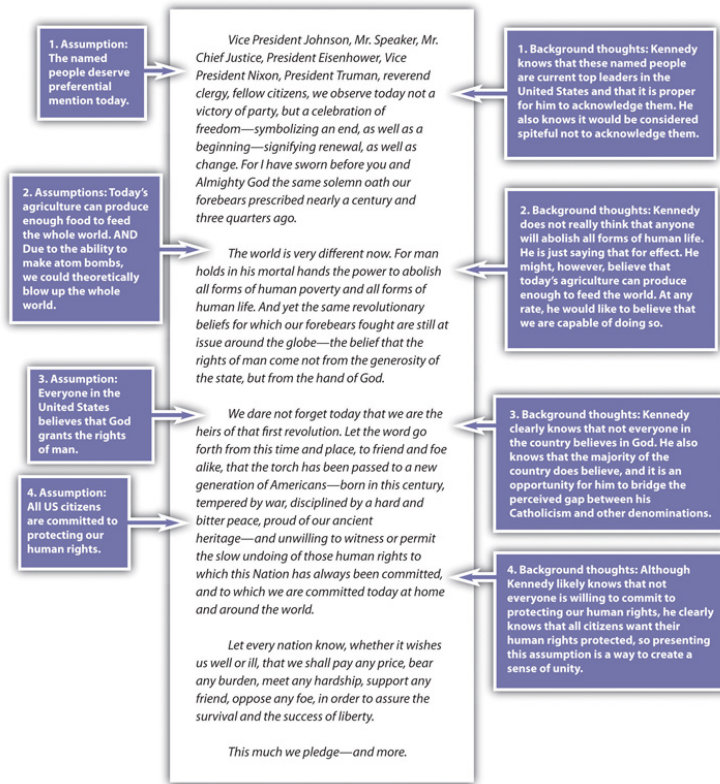 1. Assumption:
The named
people deserve
preferential
mention today.
2. Assumptions: Today's
agriculture can produce
enough food to feed
the whole world. AND
Due to the ability to
make atom bombs,
we could theoretically
blow up the whole
world.
3. Assumption:
Everyone in the
United States
believes that God
grants the rights
of man.
4. Assumption:
All US citizens
are committed to
protecting our
human rights.
Vice President Johnson, Mr. Speaker, Mr.
Chief Justice, President Eisenhower, Vice
President Nixon, President Truman, reverend
clergy, fellow citizens, we observe today not a
victory of party, but a celebration of
freedom—symbolizing an end, as well as a
beginning—signifying renewal, as well as
change. For I have sworn before you and
Almighty God the same solemn oath our
forebears prescribed nearly a century and
three quarters ago.
The world is very different now. For man
holds in his mortal hands the power to abolish
all forms of human poverty and all forms of
human life. And yet the same revolutionary
beliefs for which our forebears fought are still at
issue around the globe—the belief that the
rights of man come not from the generosity of
the state, but from the hand of God.
We dare not forget today that we are the
heirs of that first revolution. Let the word go
forth from this time and place, to friend and foe
alike, that the torch has been passed to a new
generation of Americans—born in this century,
tempered by war, disciplined by a hard and
bitter peace, proud of our ancient
heritage—and unwilling to witness or permit
the slow undoing of those human rights to
which this Nation has always been committed,
and to which we are committed today at home
and around the world.
Let every nation know, whether it wishes
us well or ill, that we shall pay any price, bear
any burden, meet any hardship, support any
friend, oppose any foe, in order to assure the
survival and the success of liberty.
This much we pledge—and more.
1. Background thoughts: Kennedy
knows that these named people
are current top leaders in the
United States and that it is proper
for him to acknowledge them. He
also knows it would be considered
spiteful not to acknowledge them.
2. Background thoughts: Kennedy
does not really think that anyone
will abolish all forms of human life.
He is just saying that for effect. He
might, however, believe that
today's agriculture can produce
enough to feed the world. At any
rate, he would like to believe that
we are capable of doing so.
3. Background thoughts: Kennedy
clearly knows that not everyone in
the country believes in God. He also
knows that the majority of the
country does believe, and it is an
opportunity for him to bridge the
perceived gap between his
Catholicism and other denominations.
4. Background thoughts: Although
Kennedy likely knows that not
everyone is willing to commit to
protecting our human rights, he clearly
knows that all citizens want their
human rights protected, so presenting
this assumption is a way to create a
sense of unity.